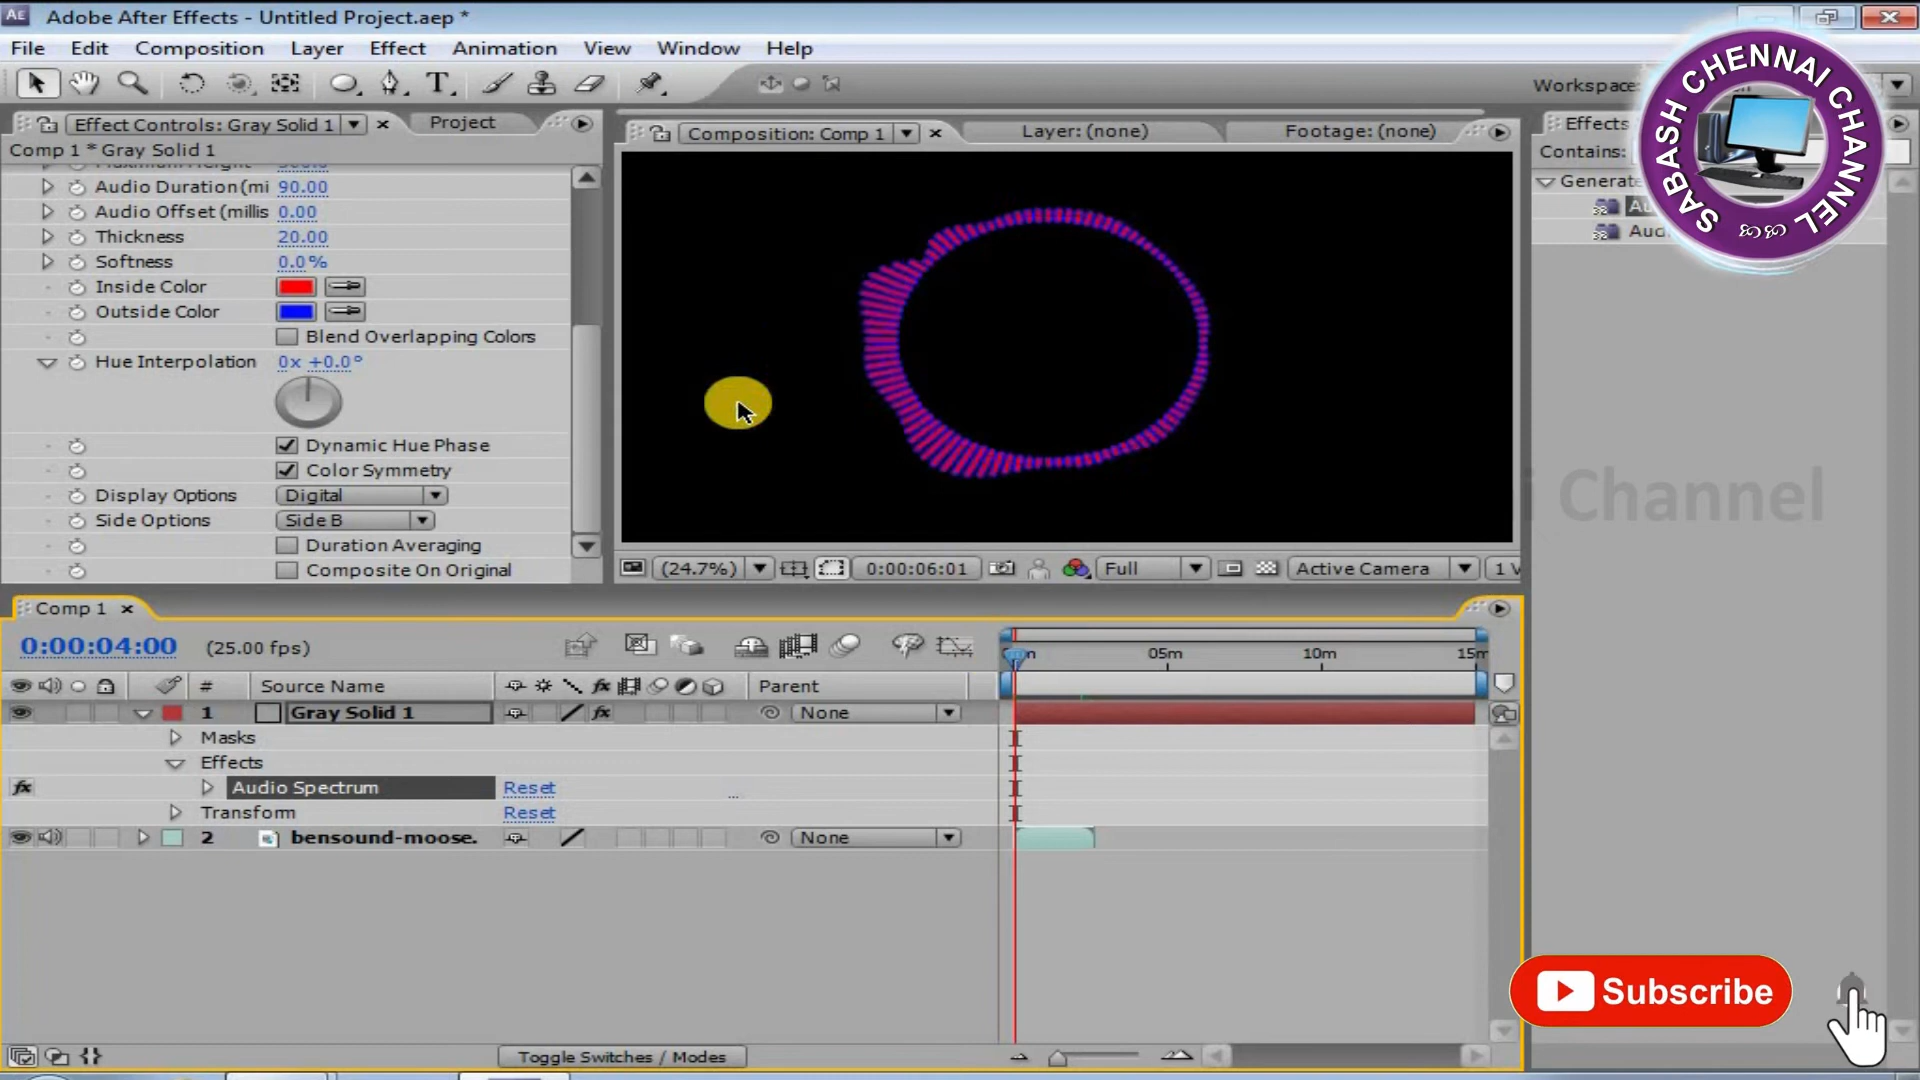 Adobe After Effects - Untitled Project.aep *
File Edit Composition Layer Effect Animation View Window Help
Workspace:
SABASH CHENNAI CHANNEL
Effect Controls: Gray Solid 1
Project
Comp 1 * Gray Solid 1
Audio Duration (mi 90.00
Audio Offset (millis 0.00
Thickness 20.00
Softness 0.0%
Inside Color
Outside Color
Blend Overlapping Colors
Hue Interpolation 0x +0.0°
Dynamic Hue Phase
Color Symmetry
Display Options Digital
Side Options Side B
Duration Averaging
Composite On Original
Composition: Comp 1
Layer: (none)
Footage: (none)
(24.7%) 0:00:06:01 Full Active Camera 1 V
Effects
Contains:
Generate
Au
Aud
i Channel
Comp 1
0:00:04:00 (25.00 fps)
05m 10m 15m
# Source Name Parent
1 Gray Solid 1 None
Masks
Effects
fx Audio Spectrum Reset
Transform Reset
2 bensound-moose. None
Toggle Switches / Modes
Subscribe